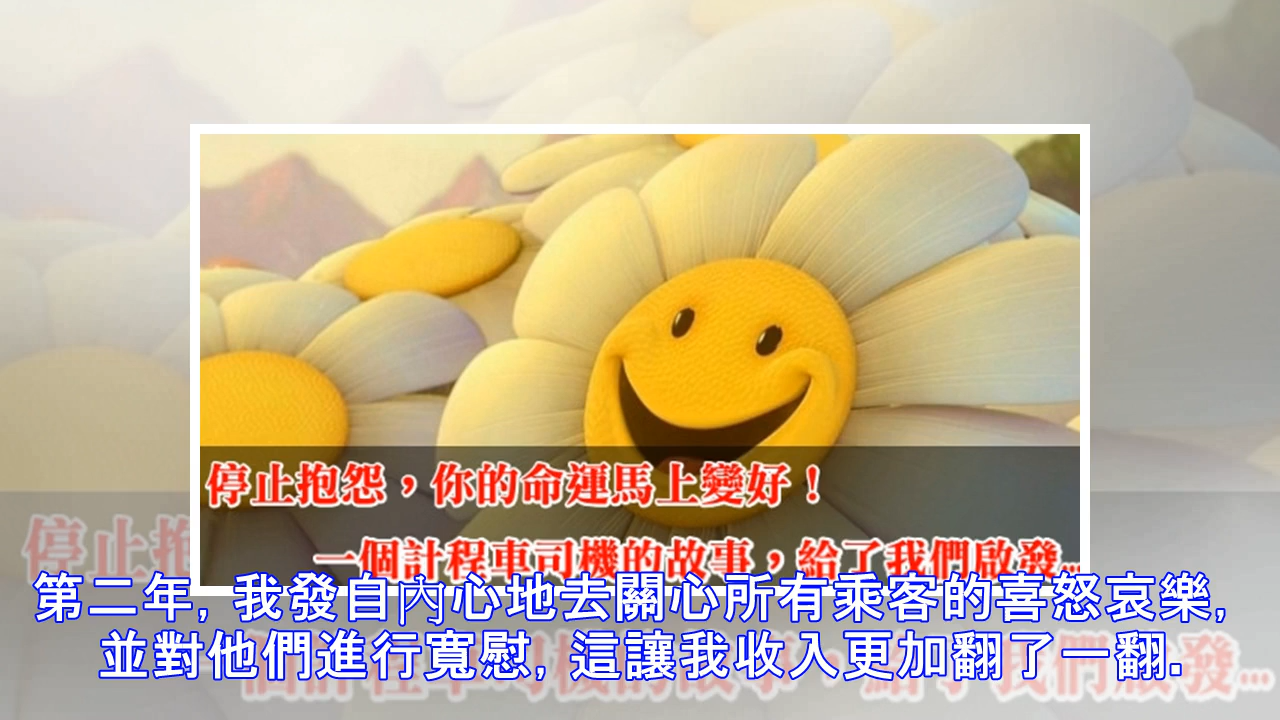 停止抱怨，你的命運馬上變好！
一個計程車司機的故事，給了我們啟發...
第二年, 我發自內心地去關心所有乘客的喜怒哀樂,
並對他們進行寬慰, 這讓我收入更加翻了一翻.